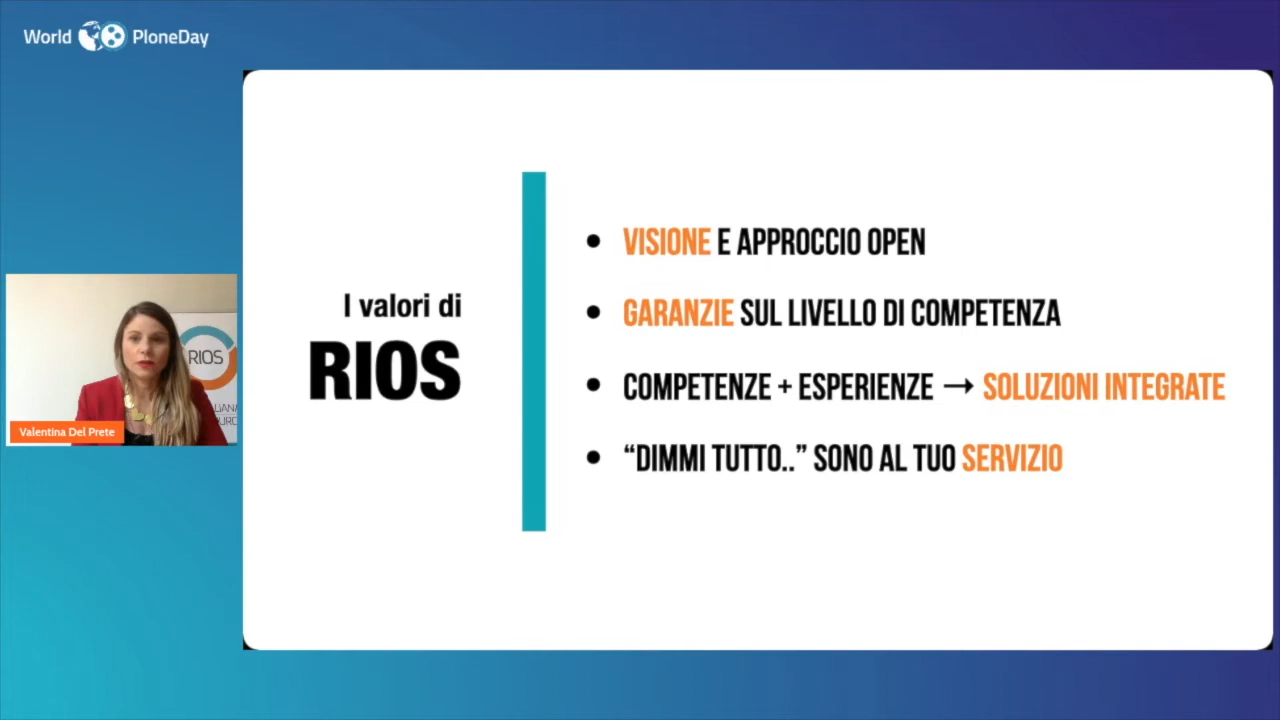 World PloneDay
I valori di
RIOS
• VISIONE E APPROCCIO OPEN
• GARANZIE SUL LIVELLO DI COMPETENZA
• COMPETENZE + ESPERIENZE → SOLUZIONI INTEGRATE
• “DIMMI TUTTO..” SONO AL TUO SERVIZIO
RIOS
Valentina Del Prete